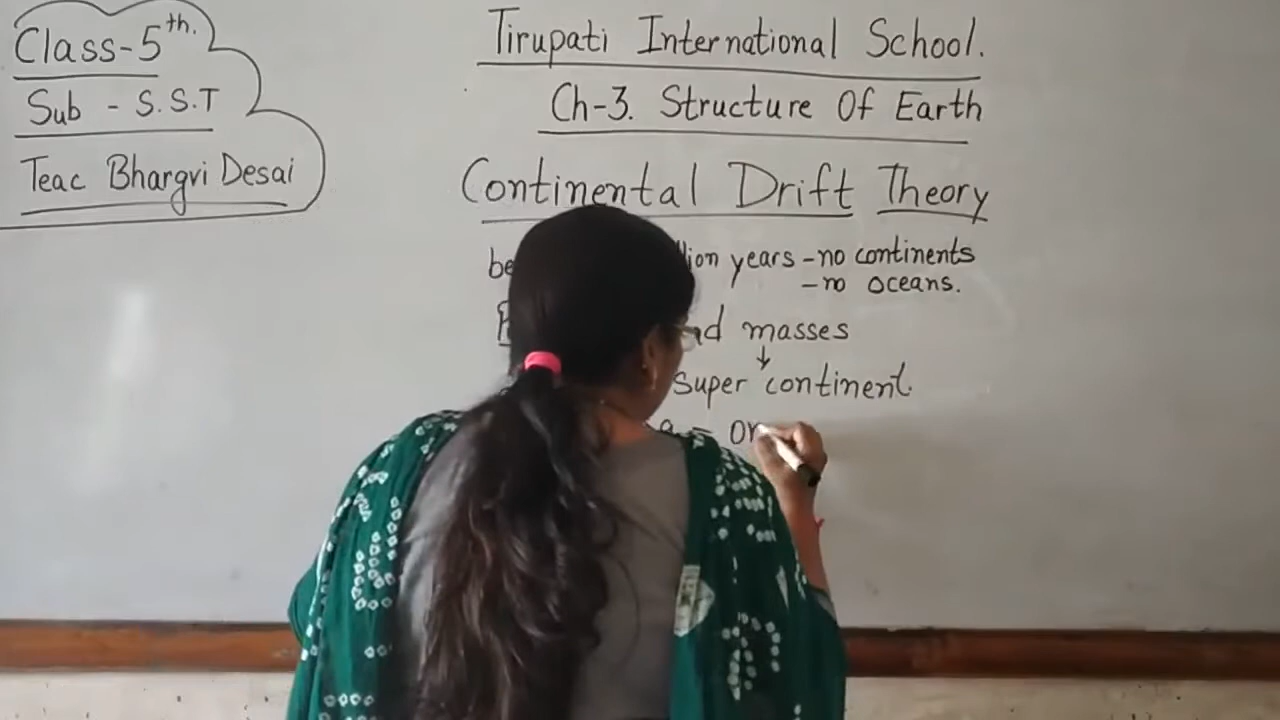 Class-5th.
Sub - S.S.T
Teac Bhargvi Desai
Tirupati International School.
Ch-3. Structure Of Earth
Continental Drift Theory
years - no continents
- no oceans.
masses
↓
super continent.